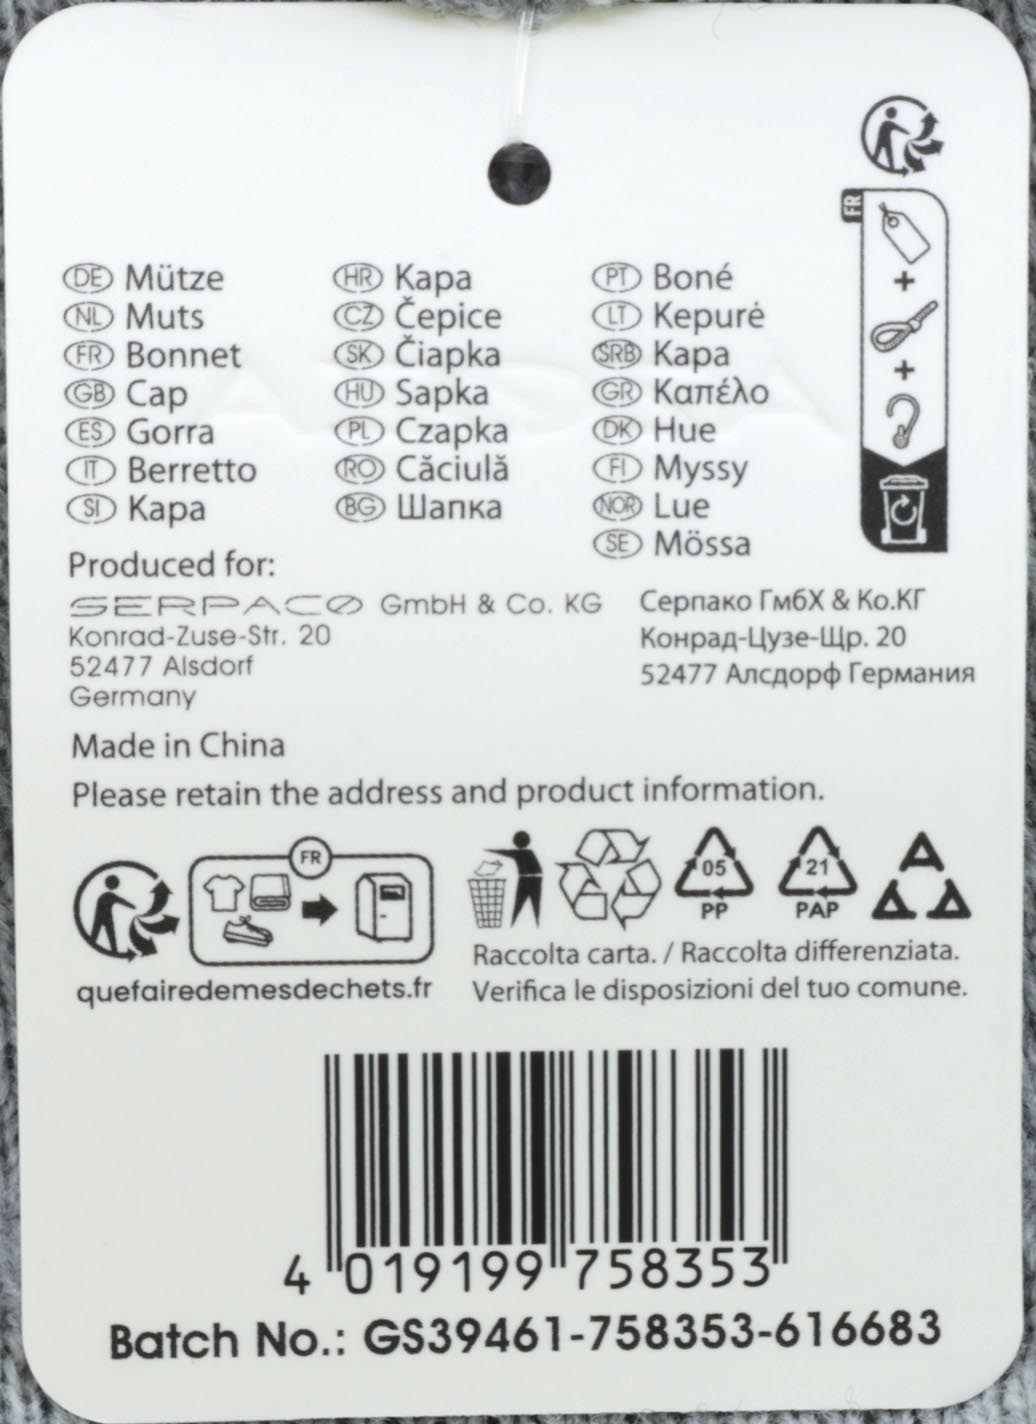 FR
DE Mütze
NL Muts
FR Bonnet
GB Cap
ES Gorra
IT Berretto
SI Kapa
HR Kapa
CZ Čepice
SK Čiapka
HU Sapka
PL Czapka
RO Căciulă
BG Шапка
PT Boné
LT Kepurė
SRB Kapa
GR Καπέλο
DK Hue
FI Myssy
NOR Lue
SE Mössa
Produced for:
SERPACO GmbH & Co. KG
Konrad-Zuse-Str. 20
52477 Alsdorf
Germany
Серпако ГмбХ & Ко.КГ
Конрад-Цузе-Щр. 20
52477 Алсдорф Германия
Made in China
Please retain the address and product information.
FR
quefairedemesdechets.fr
05
PP
21
PAP
Raccolta carta. / Raccolta differenziata.
Verifica le disposizioni del tuo comune.
4 019199 758353
Batch No.: GS39461-758353-616683